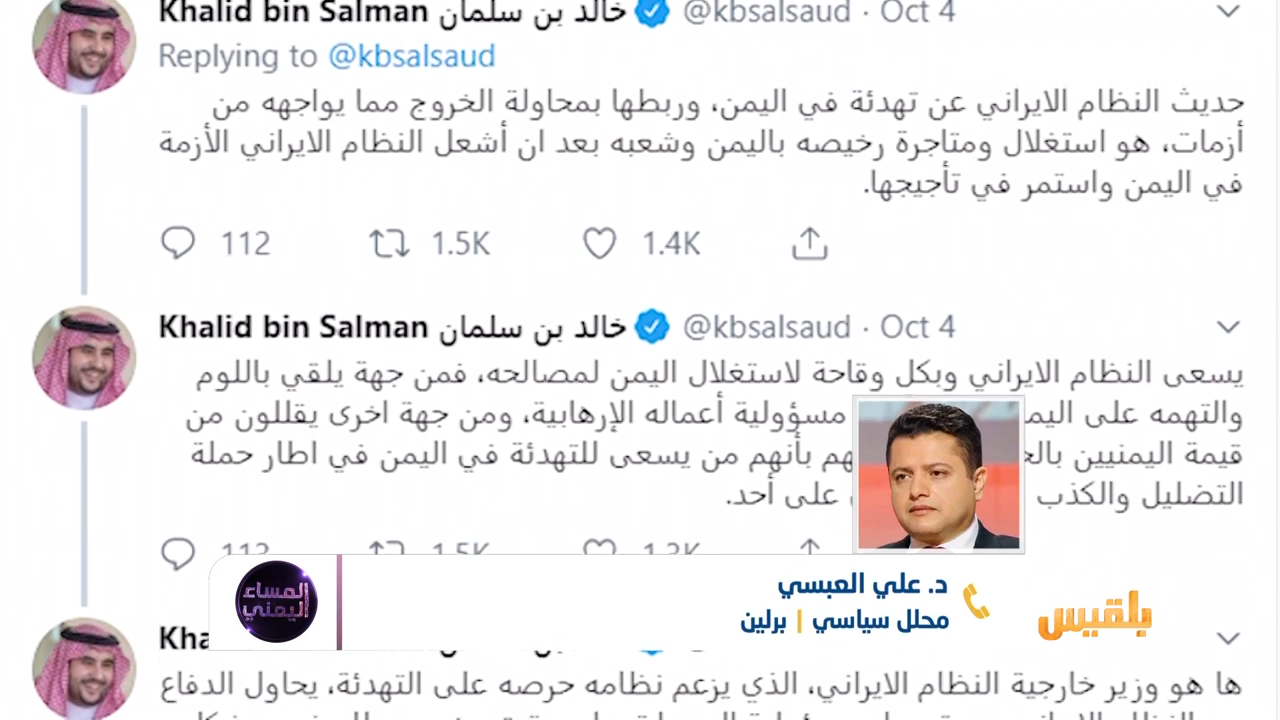 Khalid bin Salman خالد بن سلمان @kbsalsaud · Oct 4
Replying to @kbsalsaud
حديث النظام الايراني عن تهدئة في اليمن، وربطها بمحاولة الخروج مما يواجهه من
أزمات، هو استغلال ومتاجرة رخيصه باليمن وشعبه بعد ان أشعل النظام الايراني الأزمة
في اليمن واستمر في تأجيجها.
112 1.5K 1.4K
Khalid bin Salman خالد بن سلمان @kbsalsaud · Oct 4
يسعى النظام الايراني وبكل وقاحة لاستغلال اليمن لمصالحه، فمن جهة يلقي باللوم
والتهمه على مسؤولية أعماله الإرهابية، ومن جهة اخرى يقللون من
قيمة اليمنيين بأنهم من يسعى للتهدئة في اليمن في اطار حملة
التضليل والكذب على أحد.
د. علي العبسي
محلل سياسي | برلين
المساء
اليمني
بلقيس
ها هو وزير خارجية النظام الايراني، الذي يزعم نظامه حرصه على التهدئة، يحاول الدفاع